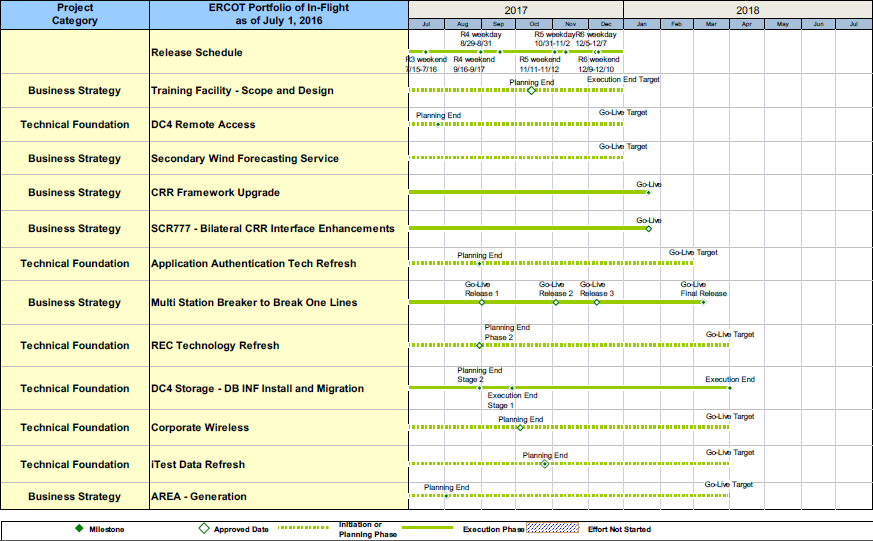 Project
Category
ERCOT Portfolio of In-Flight
as of July 1, 2016
2017
2018
Jul Aug Sep Oct Nov Dec Jan Feb Mar Apr May Jun Jul
Release Schedule
R4 weekday
8/29-8/31
R5 weekday
10/31-11/2
R6 weekday
12/5-12/7
R3 weekend
7/15-7/16
R4 weekend
9/16-9/17
R5 weekend
11/11-11/12
R6 weekend
12/9-12/10
Business Strategy
Training Facility - Scope and Design
Planning End
Execution End Target
Technical Foundation
DC4 Remote Access
Planning End
Go-Live Target
Business Strategy
Secondary Wind Forecasting Service
Go-Live Target
Business Strategy
CRR Framework Upgrade
Go-Live
Business Strategy
SCR777 - Bilateral CRR Interface Enhancements
Go-Live
Technical Foundation
Application Authentication Tech Refresh
Planning End
Go-Live Target
Business Strategy
Multi Station Breaker to Break One Lines
Go-Live
Release 1
Go-Live
Release 2
Go-Live
Release 3
Go-Live
Final Release
Technical Foundation
REC Technology Refresh
Planning End
Phase 2
Go-Live Target
Technical Foundation
DC4 Storage - DB INF Install and Migration
Planning End
Stage 2
Execution End
Stage 1
Execution End
Technical Foundation
Corporate Wireless
Planning End
Go-Live Target
Technical Foundation
iTest Data Refresh
Planning End
Go-Live Target
Business Strategy
AREA - Generation
Planning End
Go-Live Target
Milestone
Approved Date
Initiation or
Planning Phase
Execution Phase
Effort Not Started